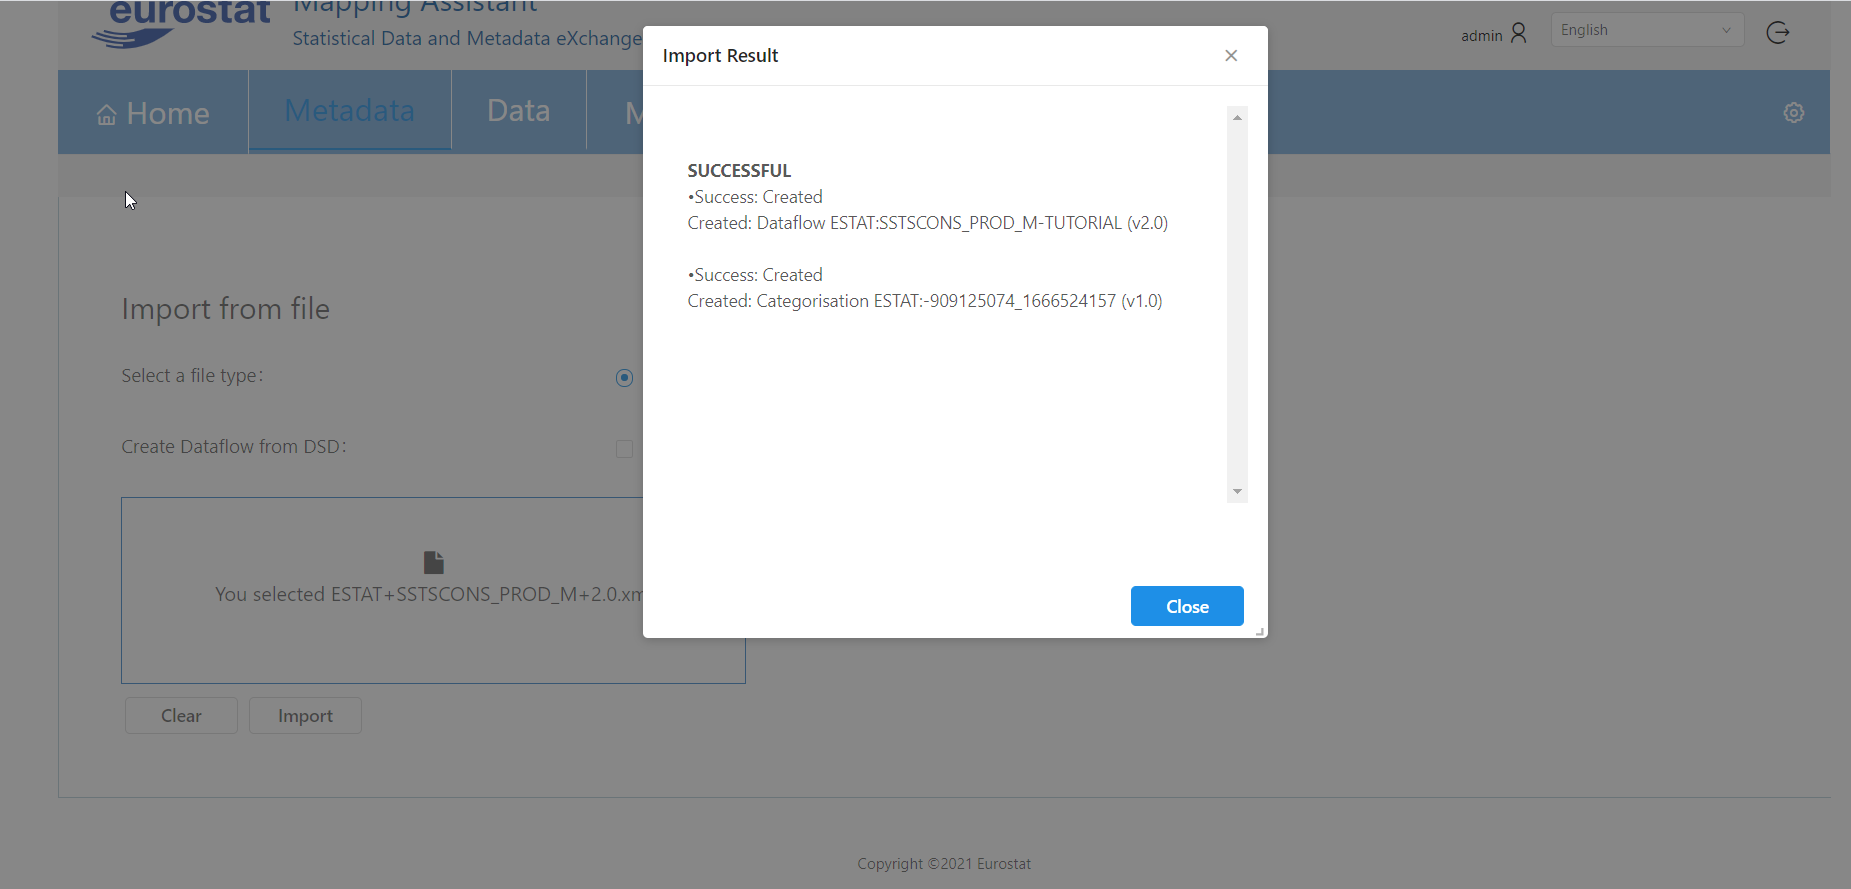 eurostat
Mapping Assistant
Statistical Data and Metadata eXchange
admin
English
Home
Metadata
Data
M
Import Result
SUCCESSFUL
•Success: Created
Created: Dataflow ESTAT:SSTSCONS_PROD_M-TUTORIAL (v2.0)
•Success: Created
Created: Categorisation ESTAT:-909125074_1666524157 (v1.0)
Close
Import from file
Select a file type:
Create Dataflow from DSD:
You selected ESTAT+SSTSCONS_PROD_M+2.0.xm
Clear
Import
Copyright ©2021 Eurostat